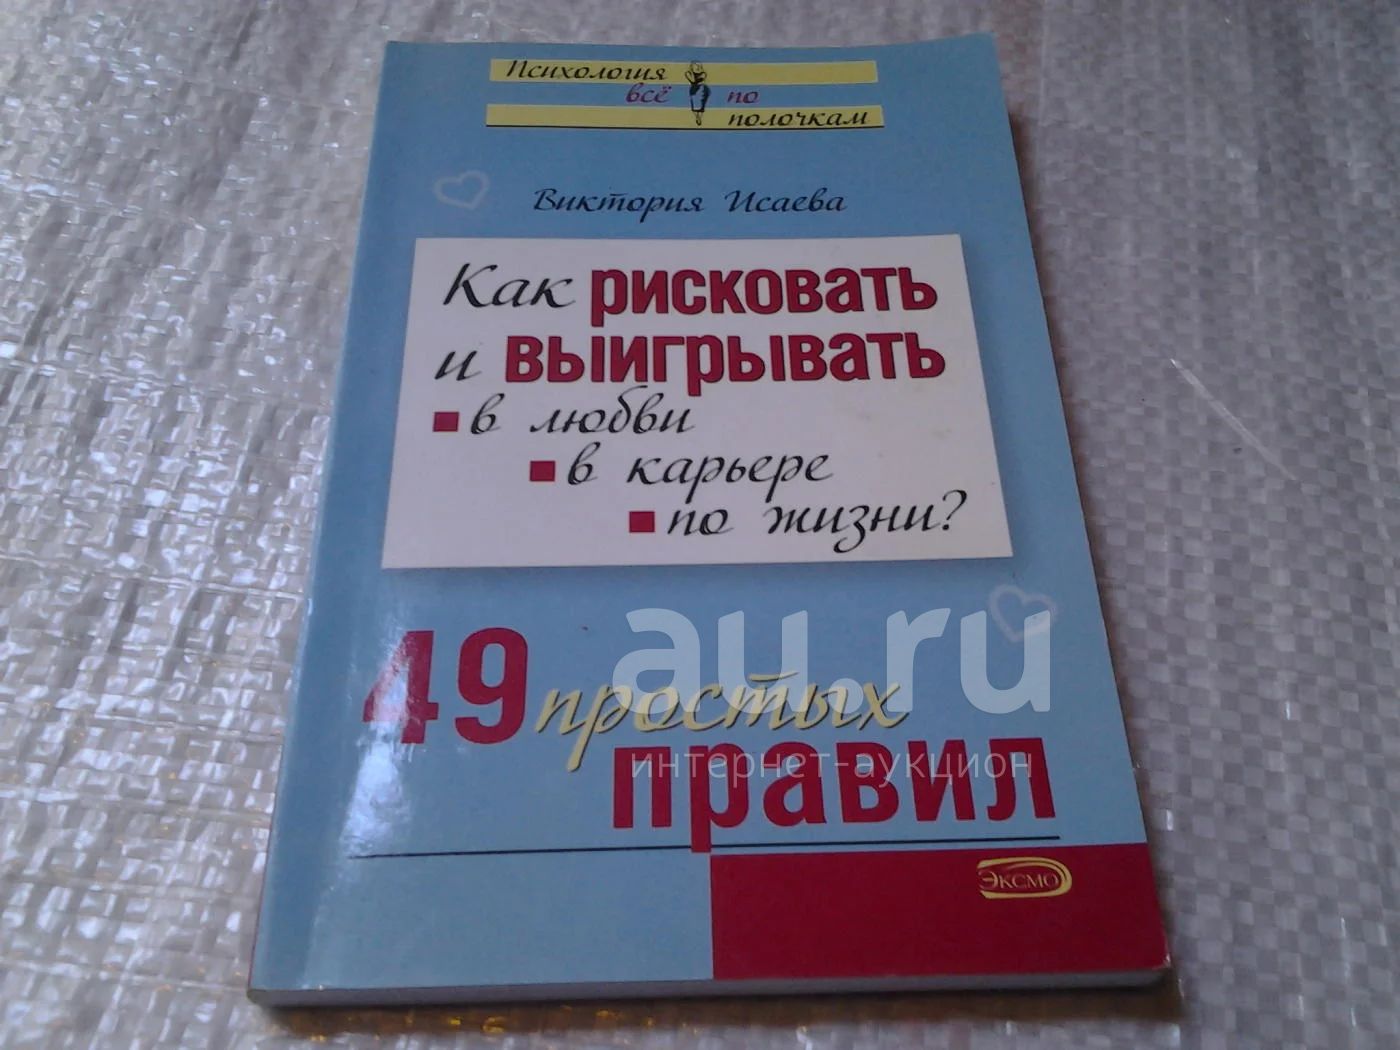 Психология
всё по
полочкам
Виктория Исаева
Как рисковать
и выигрывать
в любви
в карьере
по жизни?
au.ru
49 простых
интернет-аукцион
правил
ЭКСМО